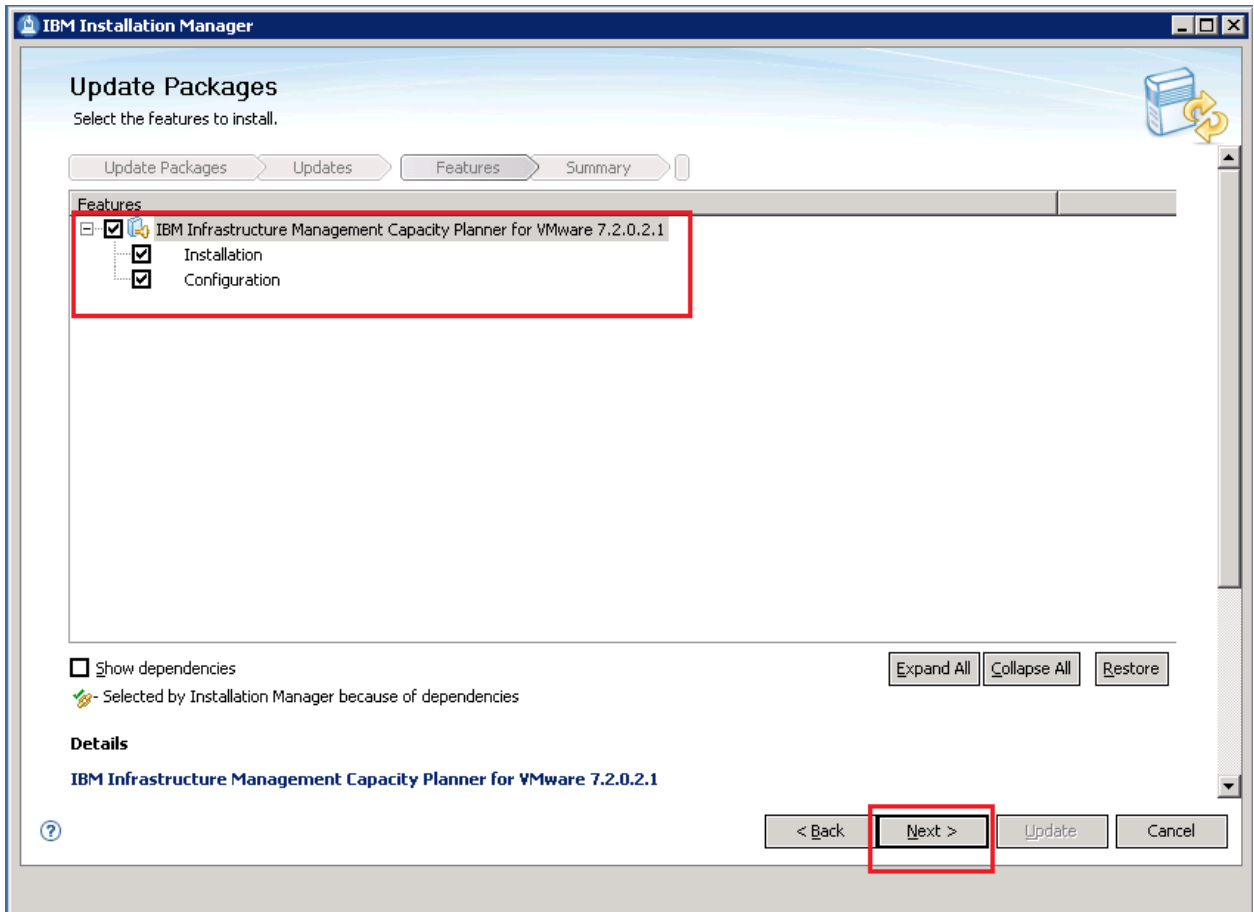 IBM Installation Manager
Update Packages
Select the features to install.
Update Packages Updates Features Summary
Features
IBM Infrastructure Management Capacity Planner for VMware 7.2.0.2.1
Installation
Configuration
Show dependencies Expand All Collapse All Restore
- Selected by Installation Manager because of dependencies
Details
IBM Infrastructure Management Capacity Planner for VMware 7.2.0.2.1
? < Back Next > Update Cancel